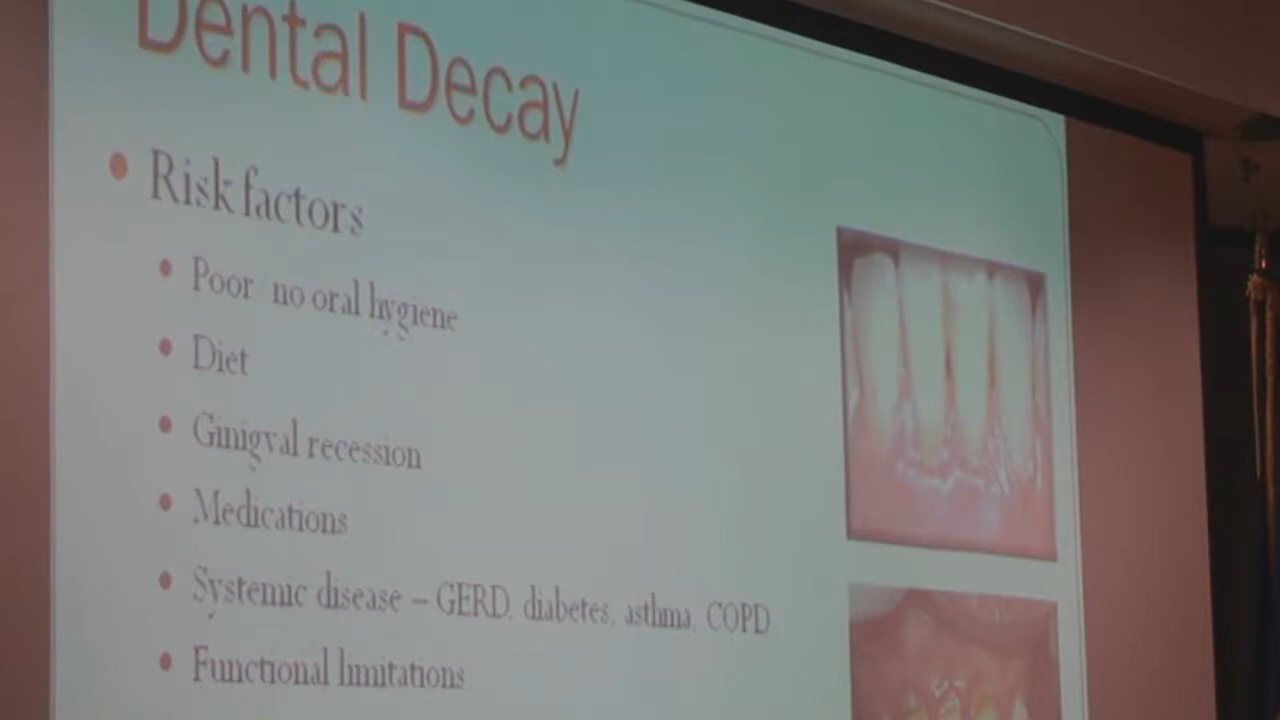 Dental Decay
Risk factors
Poor no oral hygiene
Diet
Ginigval recession
Medications
Systemic disease – GERD, diabetes, asthma, COPD
Functional limitations